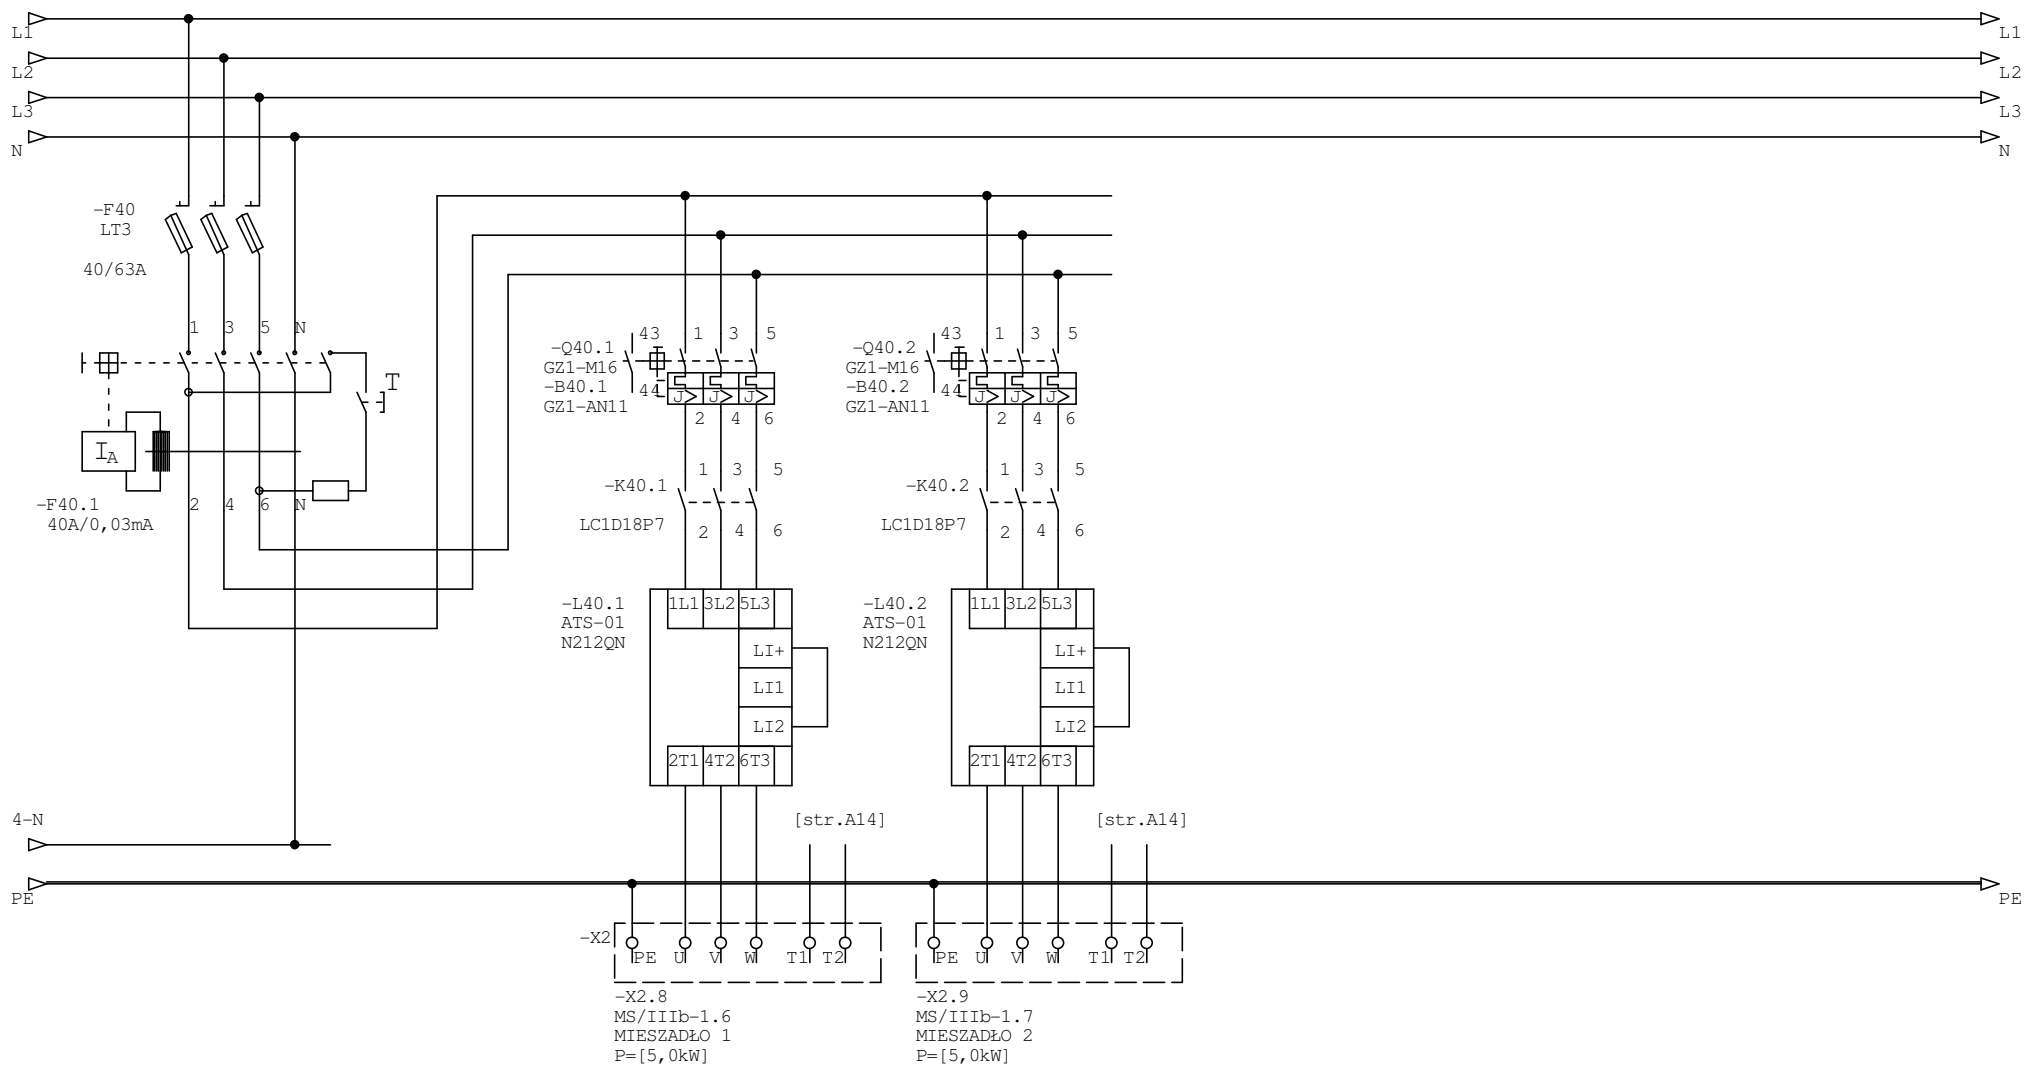 L1 L1
L2 L2
L3 L3
N N
-F40
LT3
40/63A
1 3 5 N
T
IA
-F40.1
40A/0,03mA
2 4 6 N
-Q40.1
GZ1-M16
-B40.1
GZ1-AN11
43 1 3 5
44
J J J
2 4 6
-K40.1
LC1D18P7
1 3 5
2 4 6
-L40.1
ATS-01
N212QN
1L1 3L2 5L3
LI+
LI1
LI2
2T1 4T2 6T3
[str.A14]
-Q40.2
GZ1-M16
-B40.2
GZ1-AN11
43 1 3 5
44
J J J
2 4 6
-K40.2
LC1D18P7
1 3 5
2 4 6
-L40.2
ATS-01
N212QN
1L1 3L2 5L3
LI+
LI1
LI2
2T1 4T2 6T3
[str.A14]
4-N
PE PE
-X2
PE U V W T1 T2
-X2.8
MS/IIIb-1.6
MIESZADŁO 1
P=[5,0kW]
PE U V W T1 T2
-X2.9
MS/IIIb-1.7
MIESZADŁO 2
P=[5,0kW]